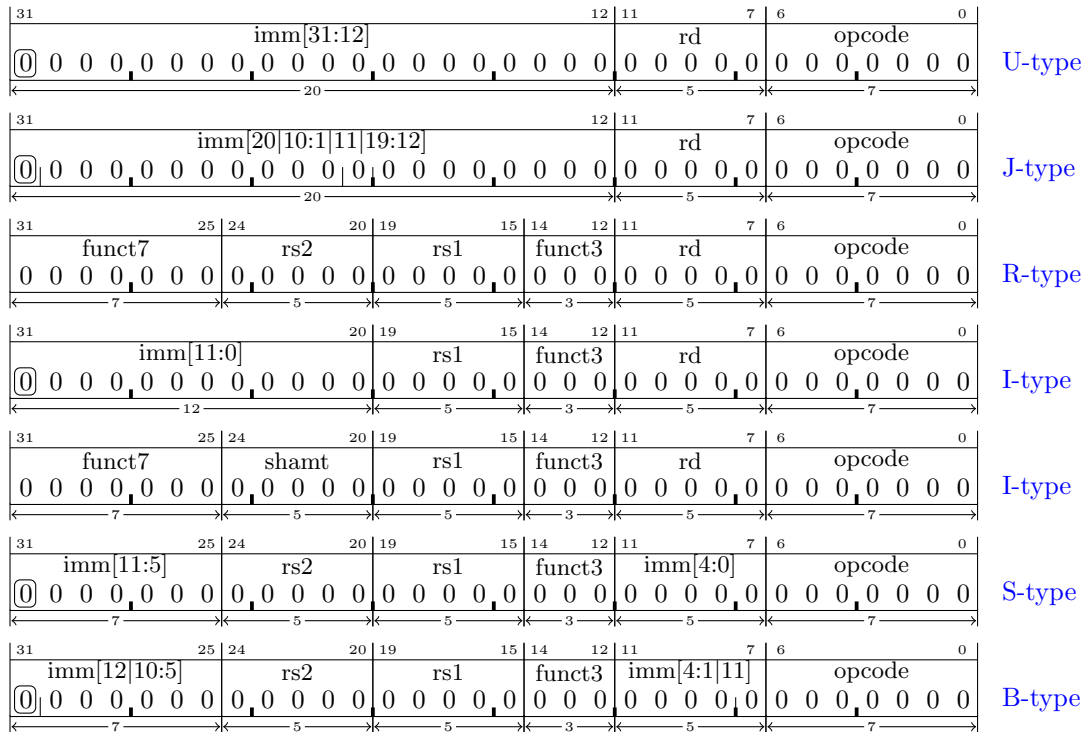 31 12 11 7 6 0
imm[31:12] rd opcode
0 0 0 0 0 0 0 0 0 0 0 0 0 0 0 0 0 0 0 0 0 0 0 0 0 0 0 0 0 0 0 0 U-type
20 5 7
31 12 11 7 6 0
imm[20|10:1|11|19:12] rd opcode
0 0 0 0 0 0 0 0 0 0 0 0 0 0 0 0 0 0 0 0 0 0 0 0 0 0 0 0 0 0 0 0 J-type
20 5 7
31 25 24 20 19 15 14 12 11 7 6 0
funct7 rs2 rs1 funct3 rd opcode
0 0 0 0 0 0 0 0 0 0 0 0 0 0 0 0 0 0 0 0 0 0 0 0 0 0 0 0 0 0 0 0 R-type
7 5 5 3 5 7
31 20 19 15 14 12 11 7 6 0
imm[11:0] rs1 funct3 rd opcode
0 0 0 0 0 0 0 0 0 0 0 0 0 0 0 0 0 0 0 0 0 0 0 0 0 0 0 0 0 0 0 0 I-type
12 5 3 5 7
31 25 24 20 19 15 14 12 11 7 6 0
funct7 shamt rs1 funct3 rd opcode
0 0 0 0 0 0 0 0 0 0 0 0 0 0 0 0 0 0 0 0 0 0 0 0 0 0 0 0 0 0 0 0 I-type
7 5 5 3 5 7
31 25 24 20 19 15 14 12 11 7 6 0
imm[11:5] rs2 rs1 funct3 imm[4:0] opcode
0 0 0 0 0 0 0 0 0 0 0 0 0 0 0 0 0 0 0 0 0 0 0 0 0 0 0 0 0 0 0 0 S-type
7 5 5 3 5 7
31 25 24 20 19 15 14 12 11 7 6 0
imm[12|10:5] rs2 rs1 funct3 imm[4:1|11] opcode
0 0 0 0 0 0 0 0 0 0 0 0 0 0 0 0 0 0 0 0 0 0 0 0 0 0 0 0 0 0 0 0 B-type
7 5 5 3 5 7